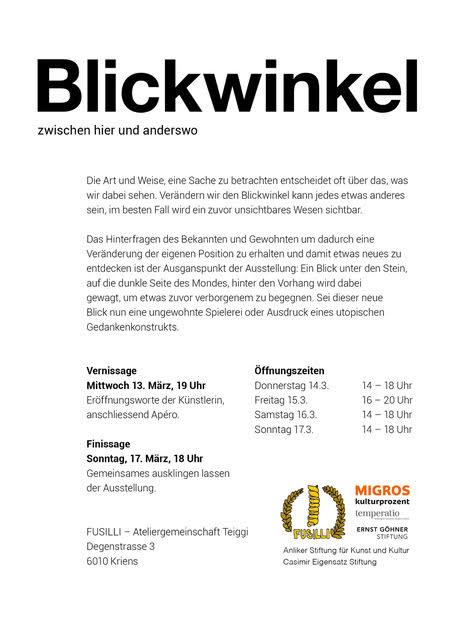 Blickwinkel
zwischen hier und anderswo
Die Art und Weise, eine Sache zu betrachten entscheidet oft über das, was
wir dabei sehen. Verändern wir den Blickwinkel kann jedes etwas anderes
sein, im besten Fall wird ein zuvor unsichtbares Wesen sichtbar.
Das Hinterfragen des Bekannten und Gewohnten um dadurch eine
Veränderung der eigenen Position zu erhalten und damit etwas neues zu
entdecken ist der Ausganspunkt der Ausstellung: Ein Blick unter den Stein,
auf die dunkle Seite des Mondes, hinter den Vorhang wird dabei
gewagt, um etwas zuvor verborgenem zu begegnen. Sei dieser neue
Blick nun eine ungewohnte Spielerei oder Ausdruck eines utopischen
Gedankenkonstrukts.
Vernissage
Mittwoch 13. März, 19 Uhr
Eröffnungsworte der Künstlerin,
anschliessend Apéro.
Finissage
Sonntag, 17. März, 18 Uhr
Gemeinsames ausklingen lassen
der Ausstellung.
FUSILLI – Ateliergemeinschaft Teiggi
Degenstrasse 3
6010 Kriens
Öffnungszeiten
Donnerstag 14.3. 14 – 18 Uhr
Freitag 15.3. 16 – 20 Uhr
Samstag 16.3. 14 – 18 Uhr
Sonntag 17.3. 14 – 18 Uhr
FUSILLI
MIGROS
kulturprozent
temperatio
ERNST GÖHNER
STIFTUNG
Anliker Stiftung für Kunst und Kultur
Casimir Eigensatz Stiftung